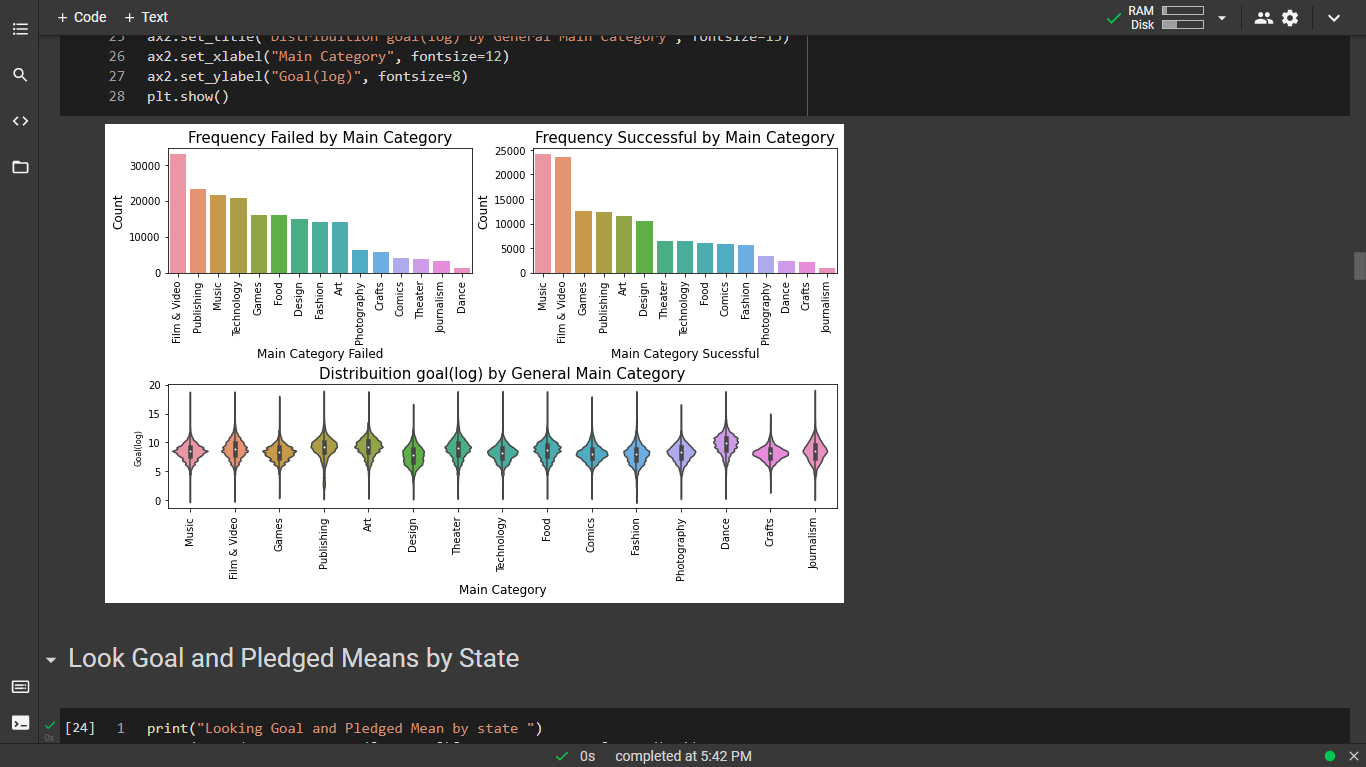 + Code + Text
RAM
Disk
25 ax2.set_title("Distribuition goal(log) by General Main Category", fontsize=15)
26 ax2.set_xlabel("Main Category", fontsize=12)
27 ax2.set_ylabel("Goal(log)", fontsize=8)
28 plt.show()
Frequency Failed by Main Category
30000
20000
10000
0
Count
Film & Video
Publishing
Music
Technology
Games
Food
Design
Fashion
Art
Photography
Crafts
Comics
Theater
Journalism
Dance
Main Category Failed
Frequency Successful by Main Category
25000
20000
15000
10000
5000
0
Count
Music
Film & Video
Games
Publishing
Art
Design
Theater
Technology
Food
Comics
Fashion
Photography
Dance
Crafts
Journalism
Main Category Sucessful
Distribuition goal(log) by General Main Category
20
15
10
5
0
Goal(log)
Music
Film & Video
Games
Publishing
Art
Design
Theater
Technology
Food
Comics
Fashion
Photography
Dance
Crafts
Journalism
Main Category
Look Goal and Pledged Means by State
0s
[24] 1 print("Looking Goal and Pledged Mean by state ")
0s completed at 5:42 PM